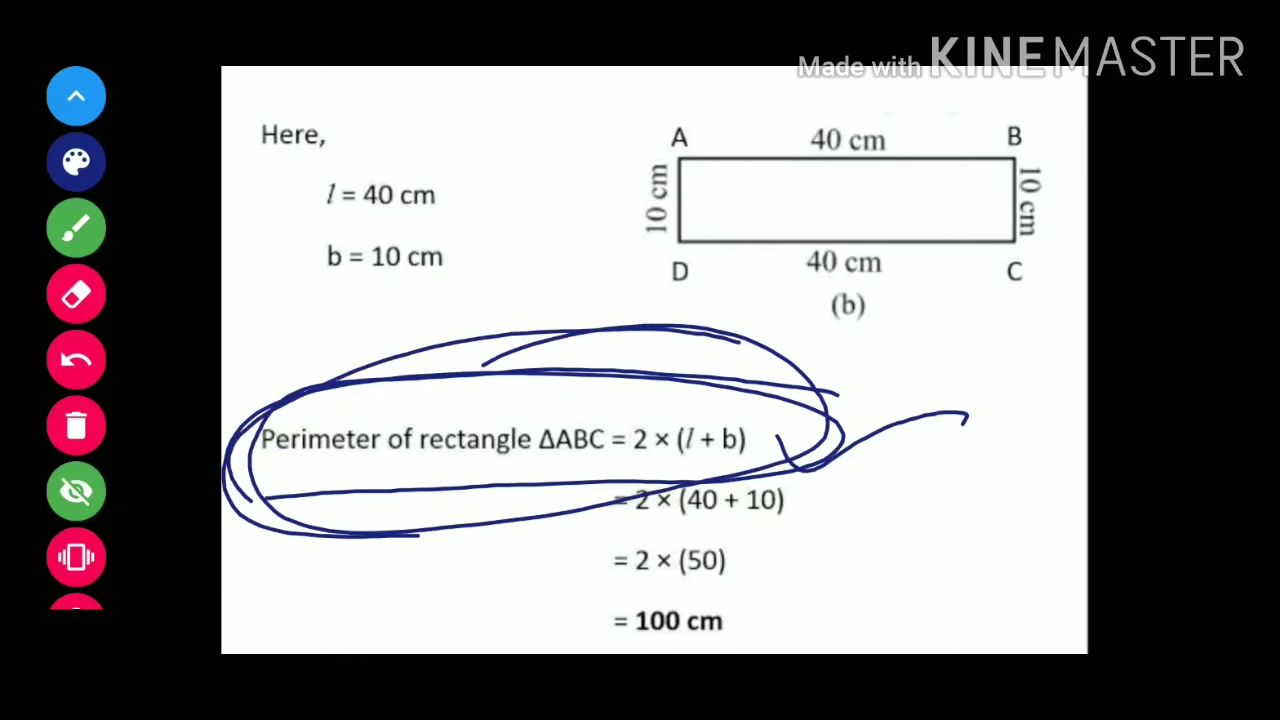 Made with KINEMASTER
Here,
l = 40 cm
b = 10 cm
A 40 cm B
10 cm
10 cm
D 40 cm C
(b)
Perimeter of rectangle ΔABC = 2 × (l + b)
= 2 × (40 + 10)
= 2 × (50)
= 100 cm